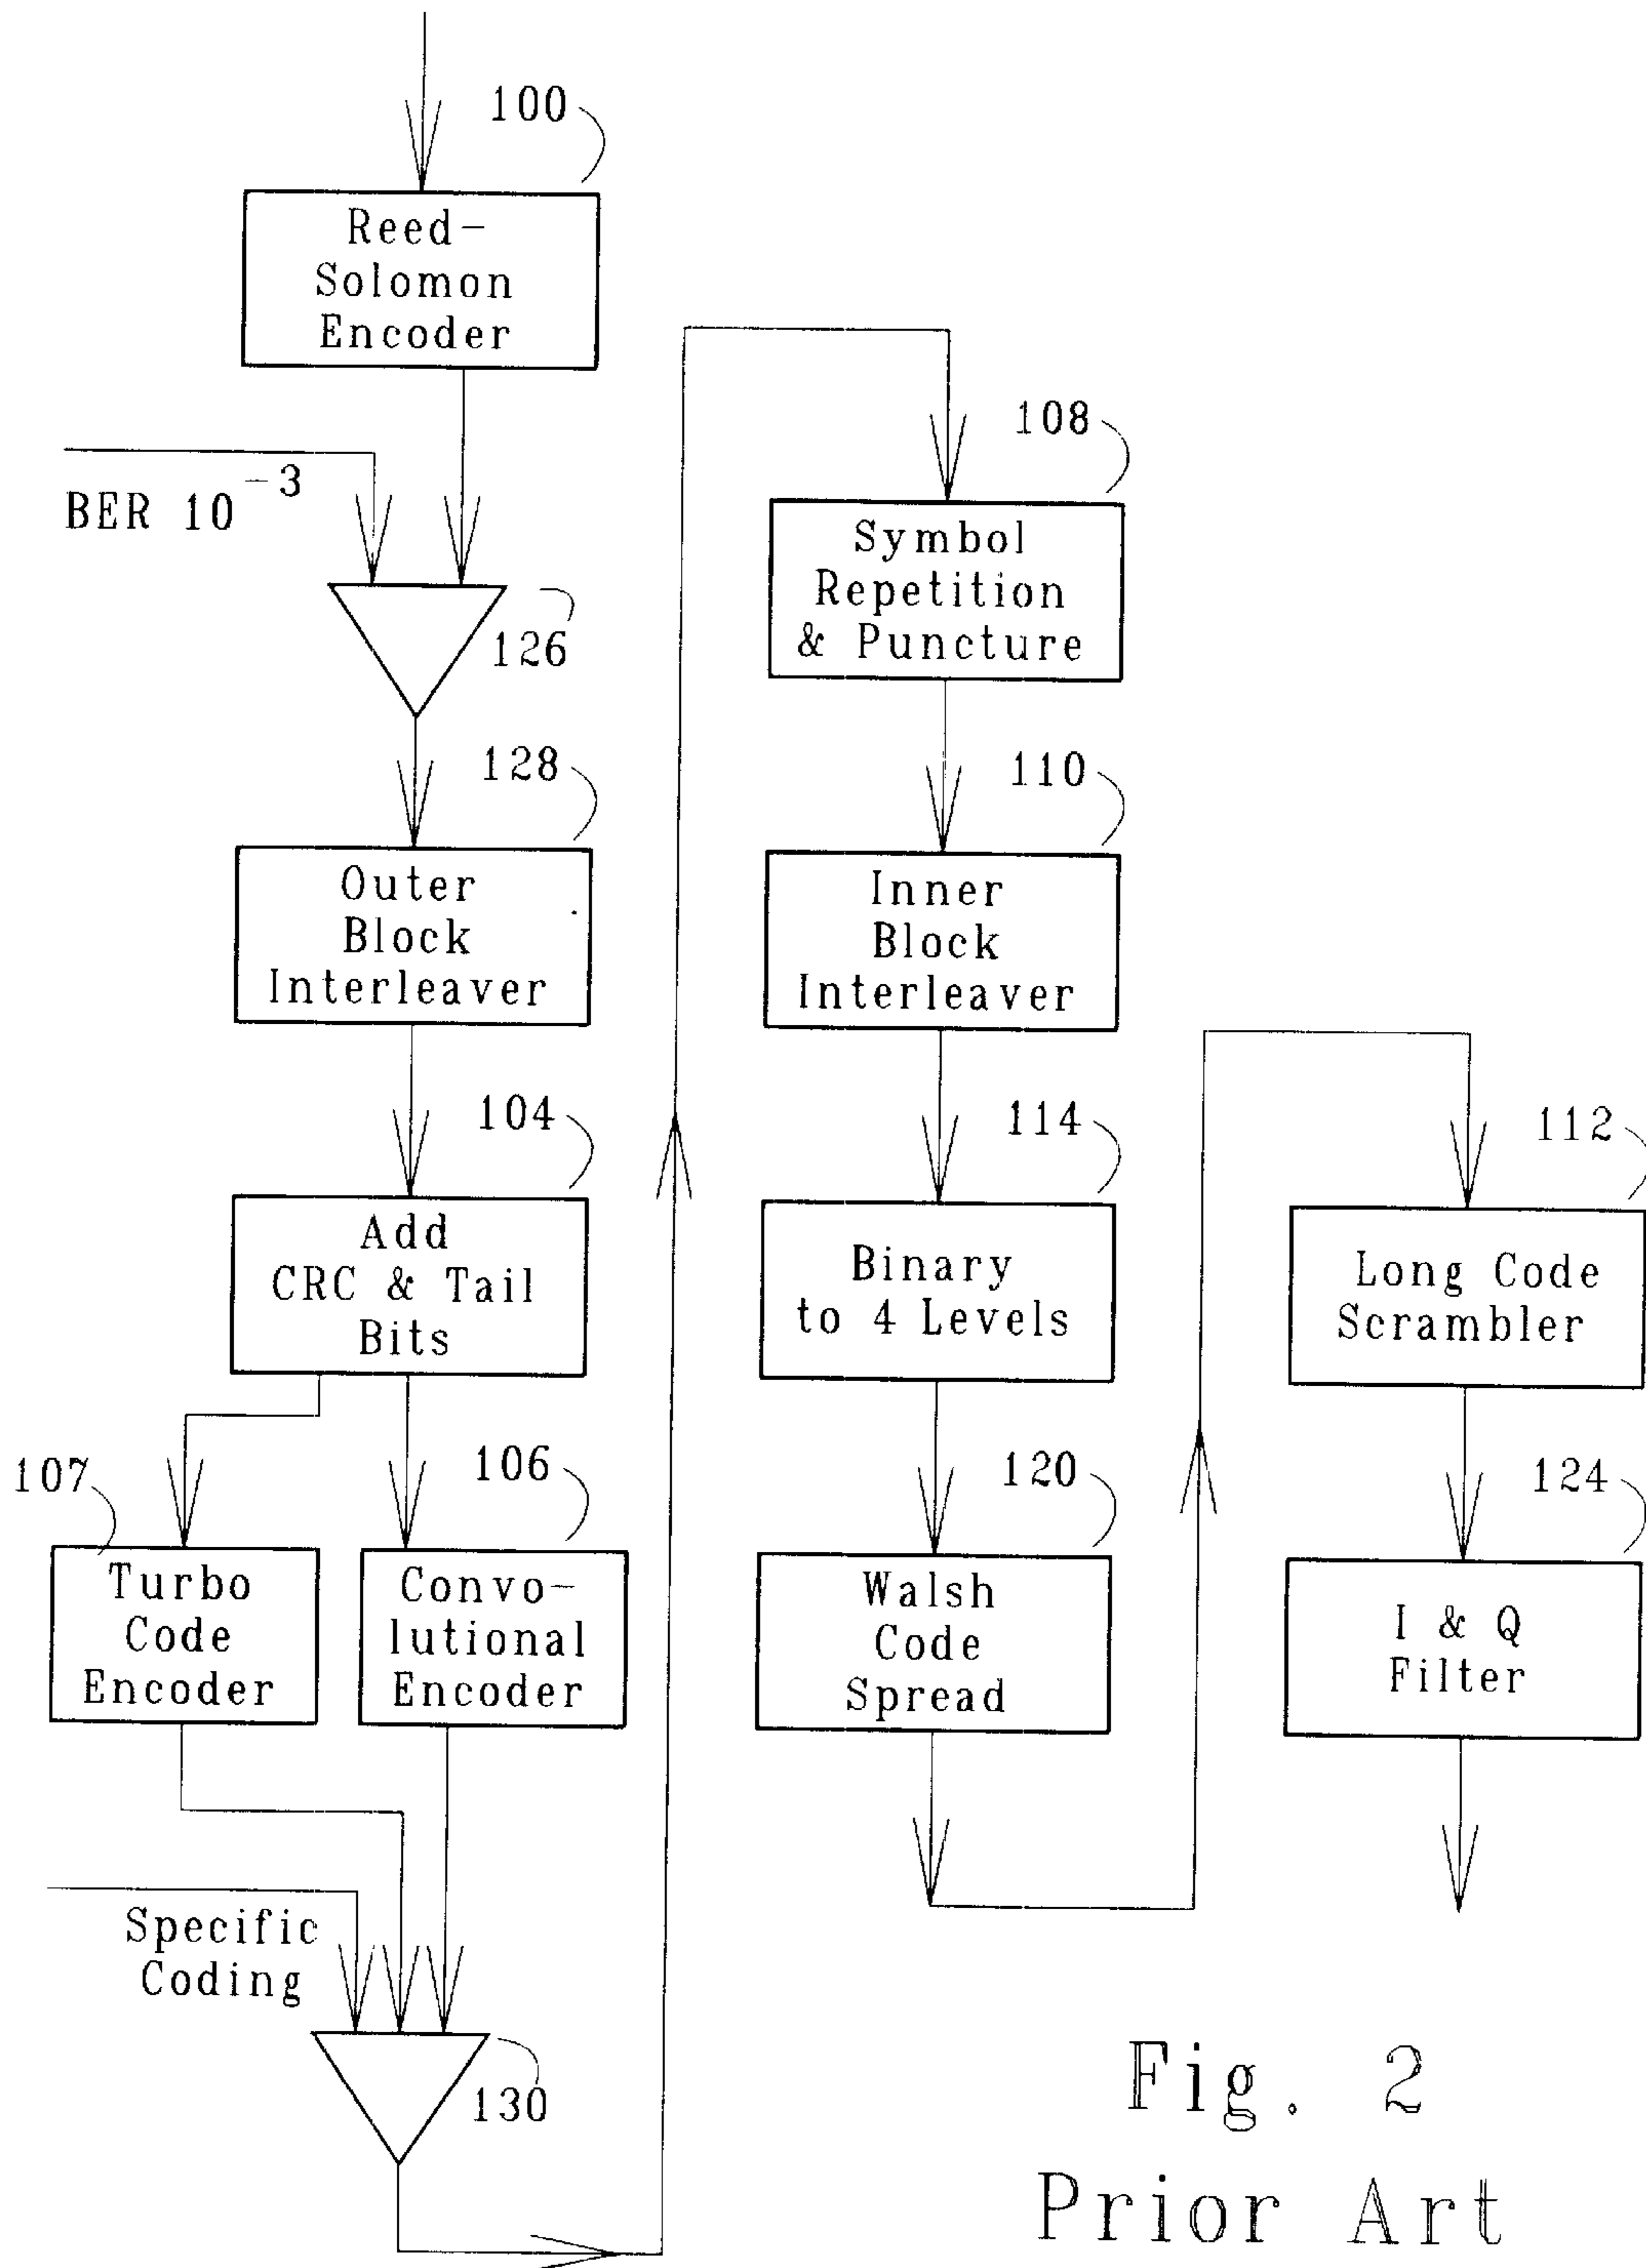 100
Reed-
Solomon
Encoder
BER 10⁻³
126
128
Outer
Block
Interleaver
104
Add
CRC & Tail
Bits
107
106
Turbo
Code
Encoder
Convo-
lutional
Encoder
Specific
Coding
130
108
Symbol
Repetition
& Puncture
110
Inner
Block
Interleaver
114
Binary
to 4 Levels
120
Walsh
Code
Spread
112
Long Code
Scrambler
124
I & Q
Filter
Fig. 2
Prior Art